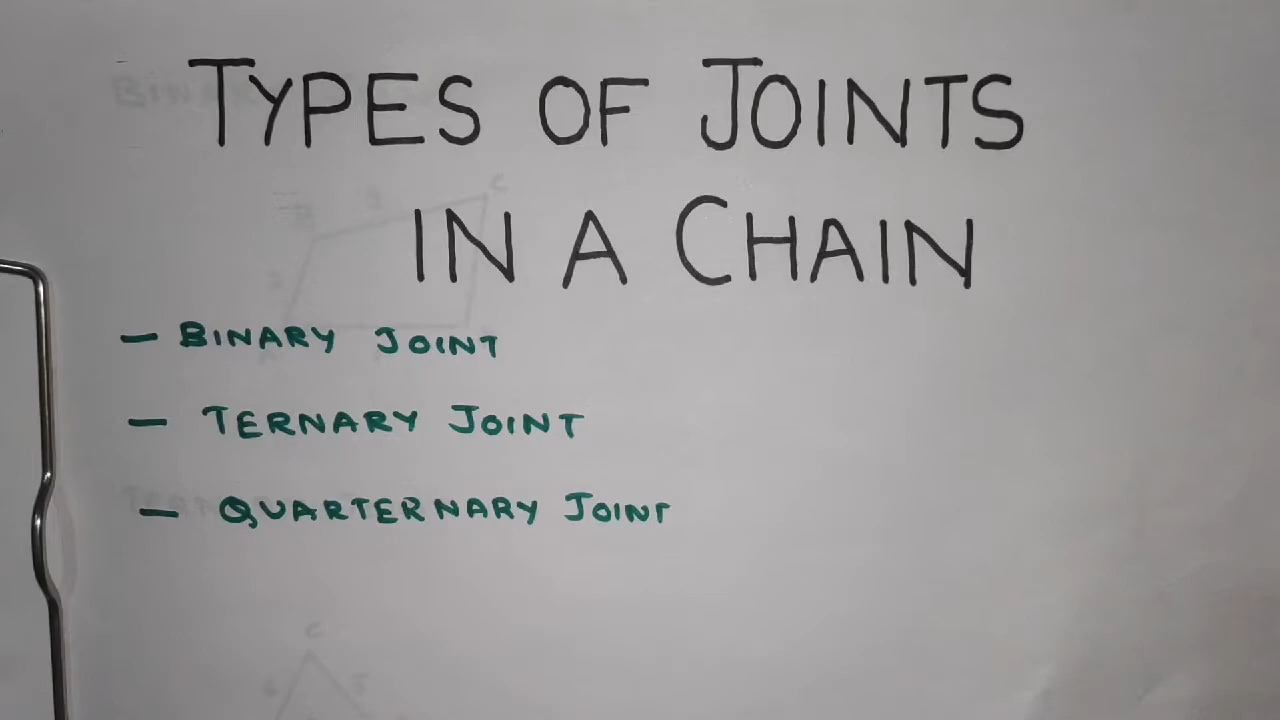 TYPES OF JOINTS
IN A CHAIN
— BINARY JOINT
— TERNARY JOINT
— QUARTERNARY JOINT